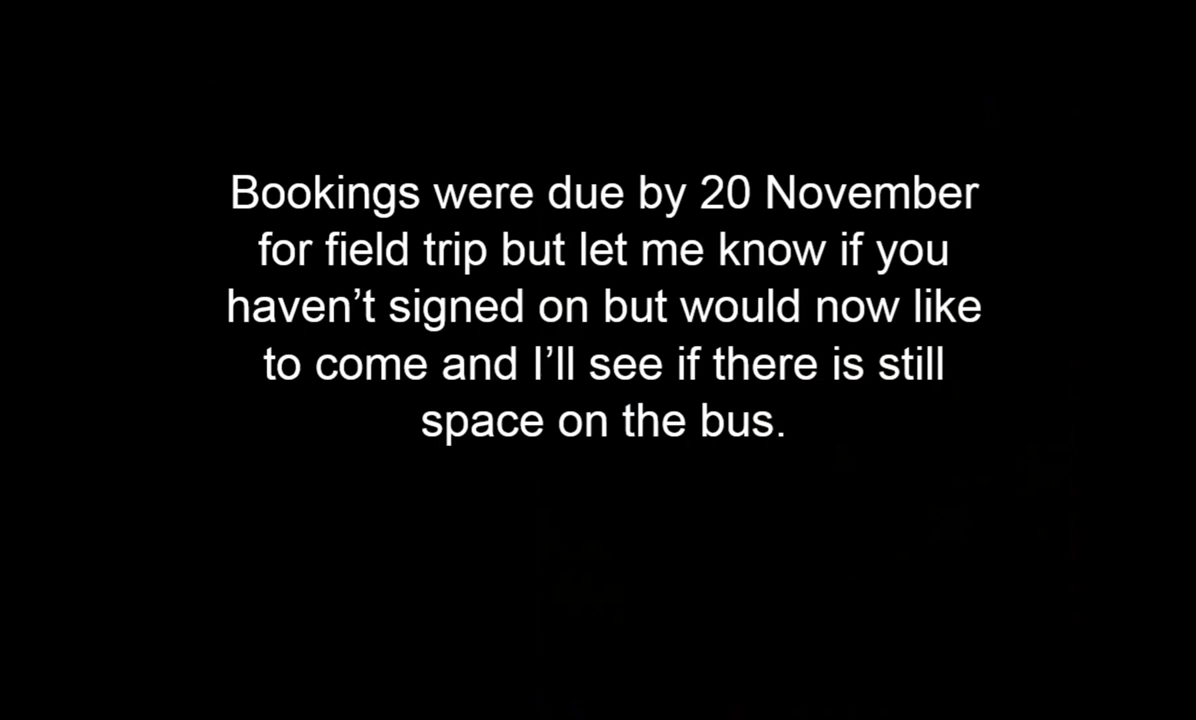 Bookings were due by 20 November
for field trip but let me know if you
haven’t signed on but would now like
to come and I’ll see if there is still
space on the bus.